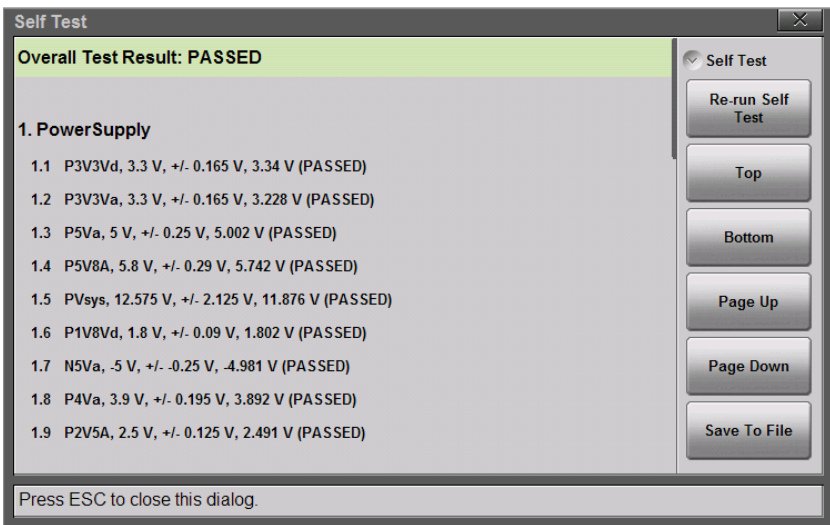 Self Test
Overall Test Result: PASSED
1. PowerSupply
1.1 P3V3Vd, 3.3 V, +/- 0.165 V, 3.34 V (PASSED)
1.2 P3V3Va, 3.3 V, +/- 0.165 V, 3.228 V (PASSED)
1.3 P5Va, 5 V, +/- 0.25 V, 5.002 V (PASSED)
1.4 P5V8A, 5.8 V, +/- 0.29 V, 5.742 V (PASSED)
1.5 PVsys, 12.575 V, +/- 2.125 V, 11.876 V (PASSED)
1.6 P1V8Vd, 1.8 V, +/- 0.09 V, 1.802 V (PASSED)
1.7 N5Va, -5 V, +/- -0.25 V, -4.981 V (PASSED)
1.8 P4Va, 3.9 V, +/- 0.195 V, 3.892 V (PASSED)
1.9 P2V5A, 2.5 V, +/- 0.125 V, 2.491 V (PASSED)
Self Test
Re-run Self
Test
Top
Bottom
Page Up
Page Down
Save To File
Press ESC to close this dialog.